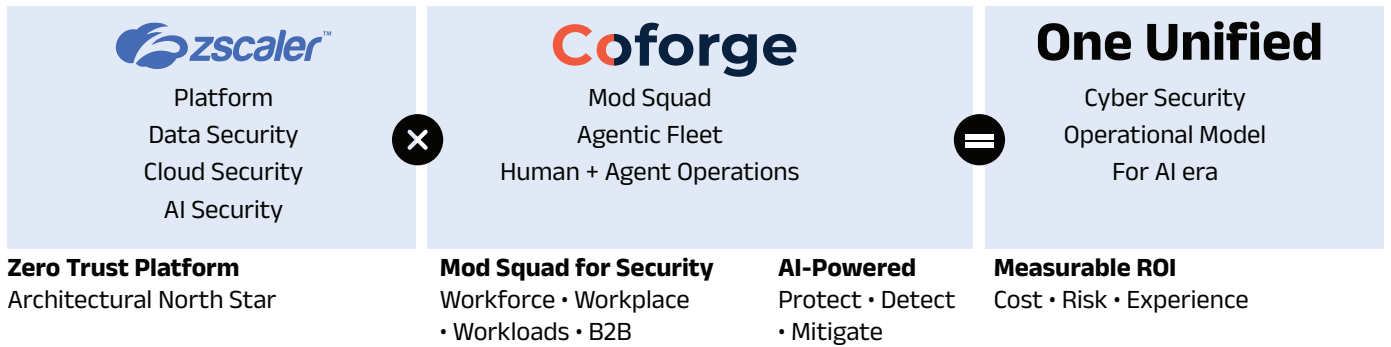 zscaler™
Platform
Data Security
Cloud Security
AI Security
Coforge
Mod Squad
Agentic Fleet
Human + Agent Operations
One Unified
Cyber Security
Operational Model
For AI era
Zero Trust Platform
Architectural North Star
Mod Squad for Security
Workforce • Workplace
• Workloads • B2B
AI-Powered
Protect • Detect
• Mitigate
Measurable ROI
Cost • Risk • Experience